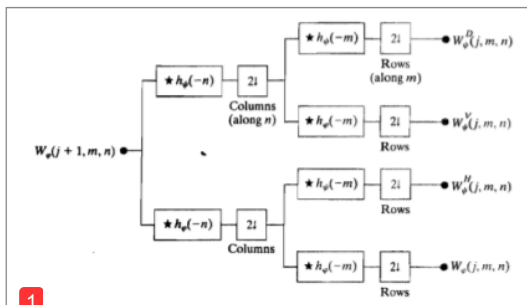 ★ h_ψ(−m) 2↓ W_ψ^D(j, m, n)
★ h_ψ(−n) 2↓ Rows
(along m)
Columns
(along n) ★ h_φ(−m) 2↓ W_ψ^V(j, m, n)
Rows
W_φ(j + 1, m, n)
★ h_ψ(−m) 2↓ W_ψ^H(j, m, n)
★ h_φ(−n) 2↓ Rows
Columns
★ h_φ(−m) 2↓ W_φ(j, m, n)
Rows
1